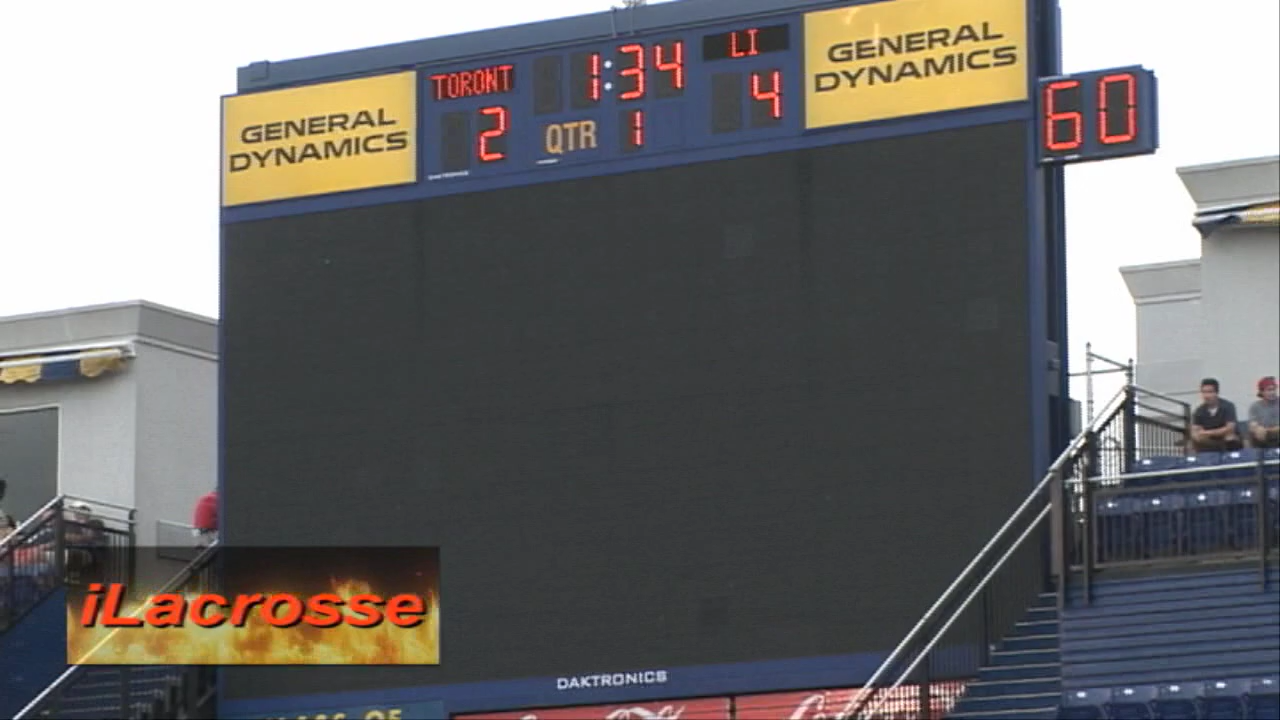 GENERAL
DYNAMICS
TORONT
1:34
LI
2
QTR
1
4
GENERAL
DYNAMICS
60
iLacrosse
DAKTRONICS